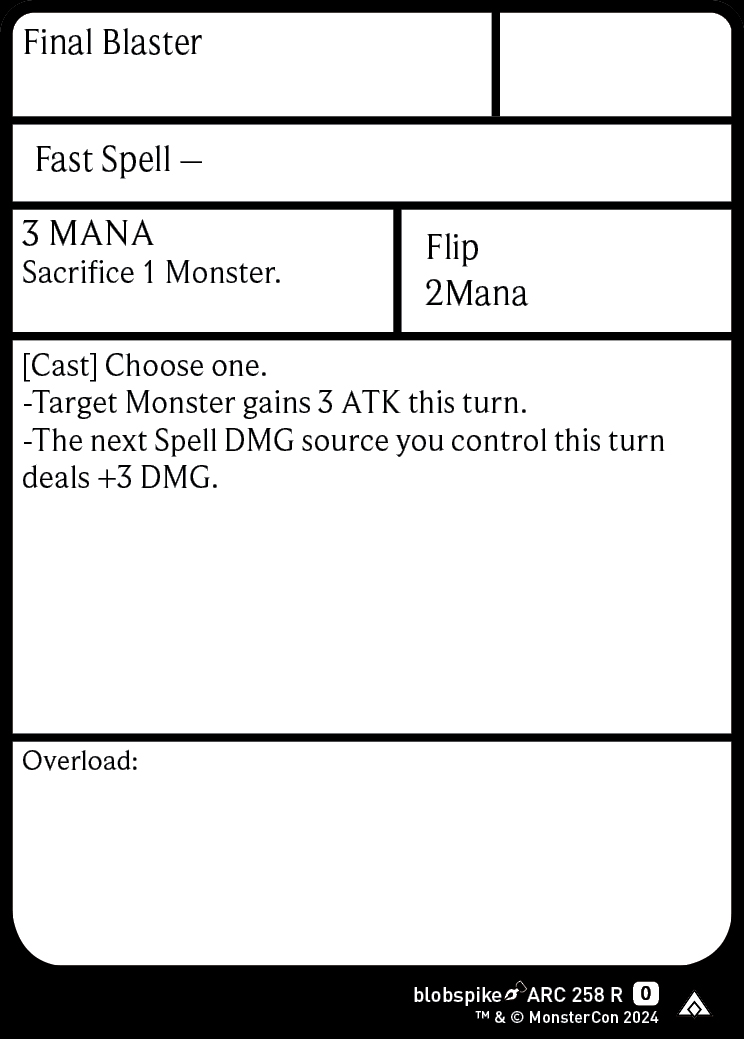 Final Blaster
Fast Spell —
3 MANA
Sacrifice 1 Monster.
Flip
2Mana
[Cast] Choose one.
-Target Monster gains 3 ATK this turn.
-The next Spell DMG source you control this turn
deals +3 DMG.
Overload:
blobspike ARC 258 R 0
™ & © MonsterCon 2024